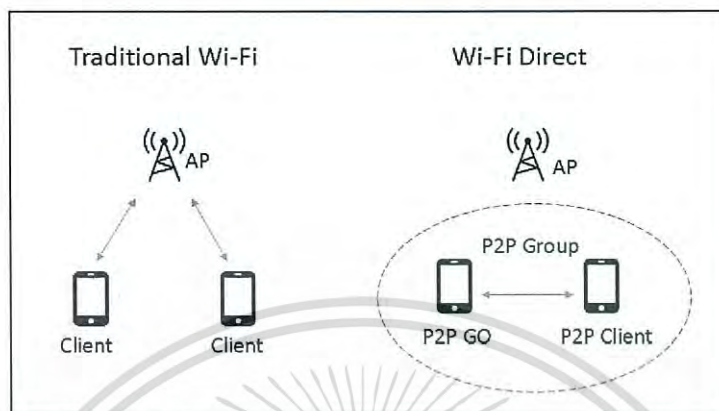 Traditional Wi-Fi
Wi-Fi Direct
AP
AP
P2P Group
Client
Client
P2P GO
P2P Client